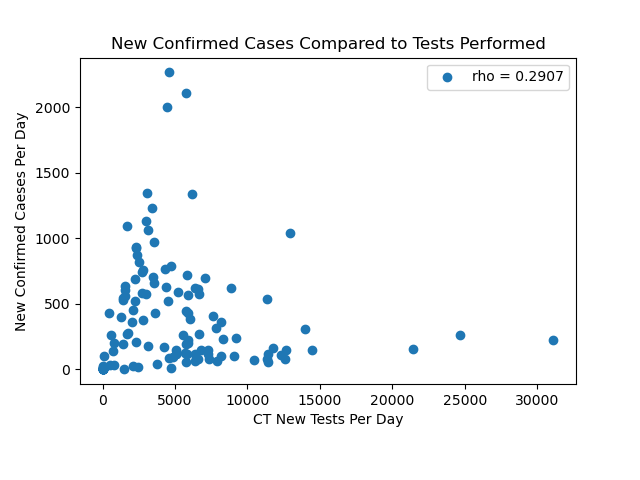 New Confirmed Cases Compared to Tests Performed
rho = 0.2907
New Confirmed Caeses Per Day
2000
1500
1000
500
0
0 5000 10000 15000 20000 25000 30000
CT New Tests Per Day